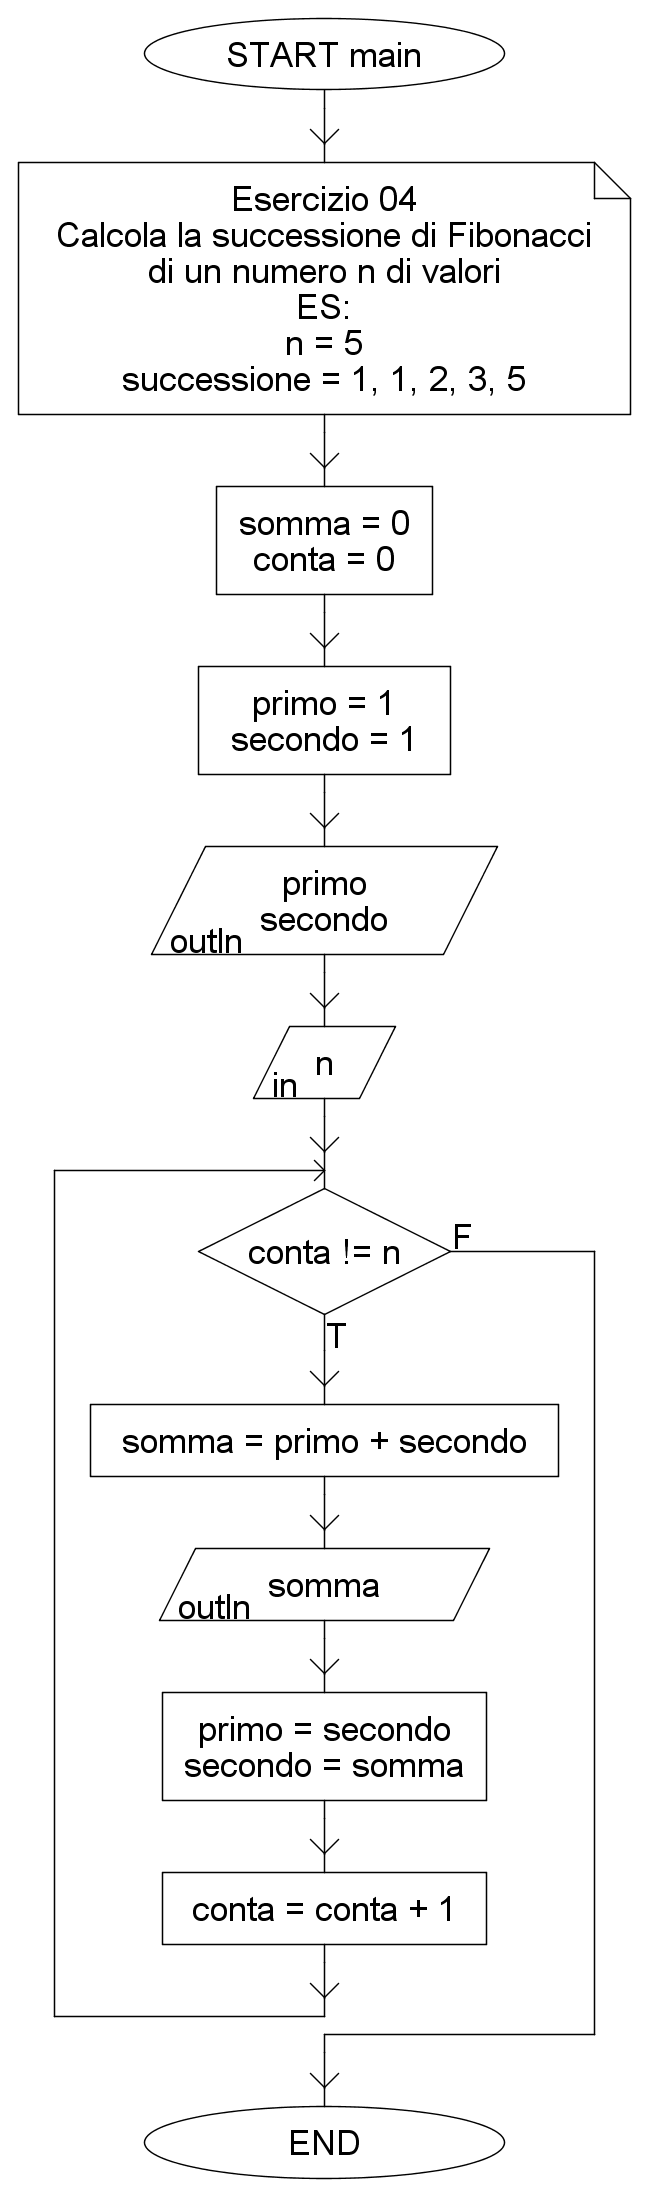 START main
Esercizio 04
Calcola la successione di Fibonacci
di un numero n di valori
ES:
n = 5
successione = 1, 1, 2, 3, 5
somma = 0
conta = 0
primo = 1
secondo = 1
primo
secondo
outln
n
in
conta != n
F
T
somma = primo + secondo
somma
outln
primo = secondo
secondo = somma
conta = conta + 1
END